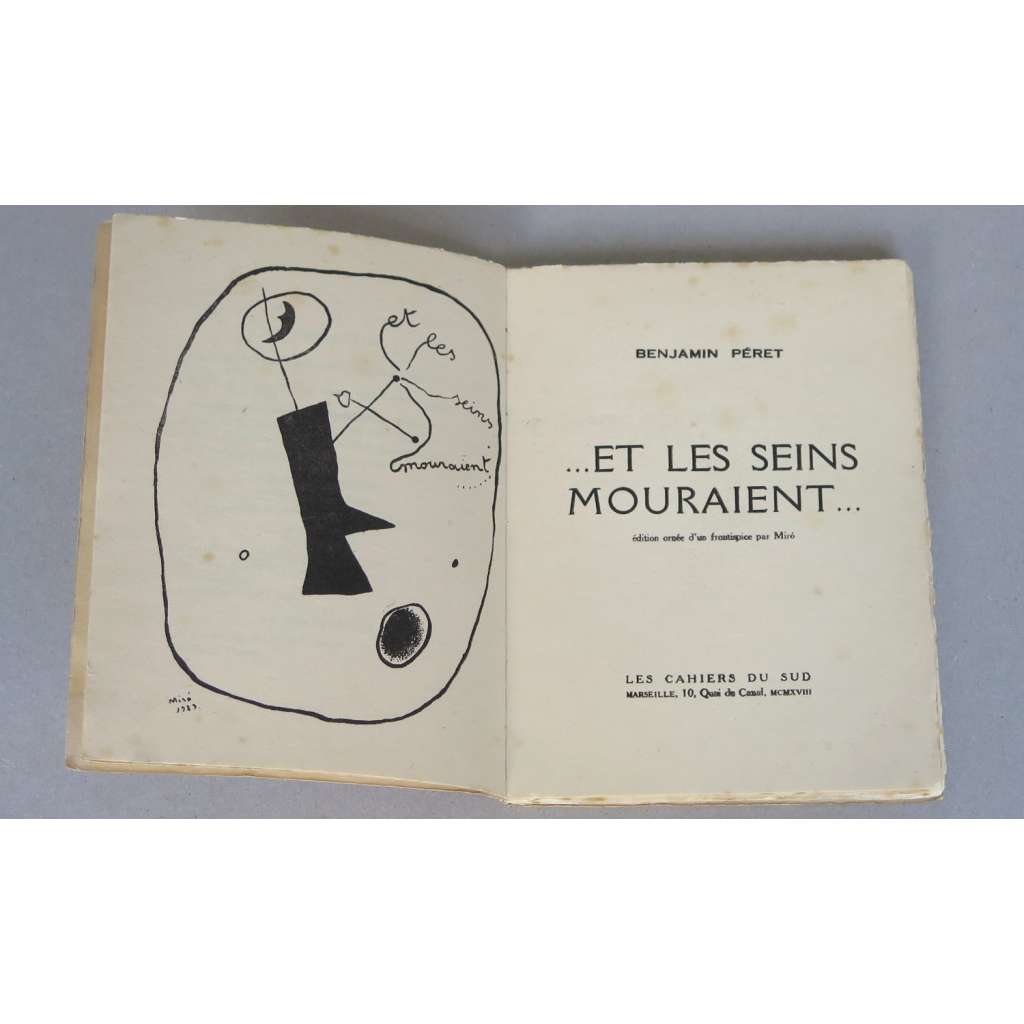 et
les
seins
mouraient
Miró
1927.
BENJAMIN PÉRET
...ET LES SEINS
MOURAIENT...
édition ornée d'un frontispice par Miró
LES CAHIERS DU SUD
MARSEILLE, 10, Quai du Canal, MCMXVIII